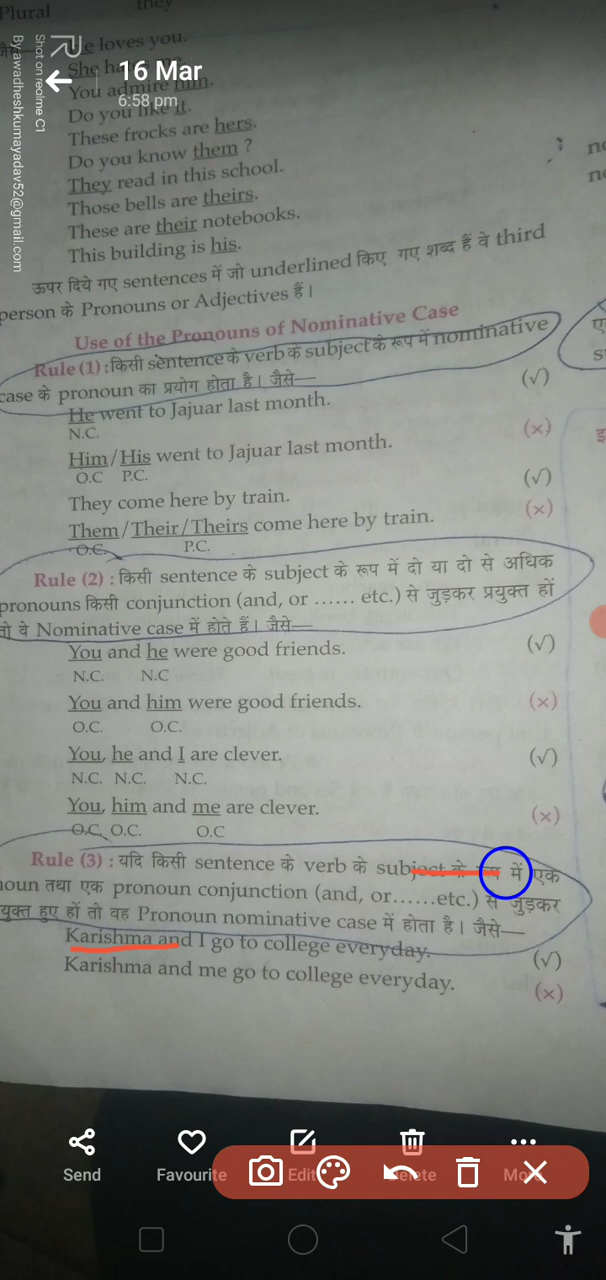 Plural they
He loves you.
She
You admire him.
Do you like it.
These frocks are hers.
Do you know them ?
They read in this school.
Those bells are theirs.
These are their notebooks.
This building is his.
ऊपर दिये गए sentences में जो underlined किए गए शब्द हैं वे third
person के Pronouns or Adjectives हैं।
Use of the Pronouns of Nominative Case
Rule (1) : किसी sentence के verb के subject के रूप में nominative
case के pronoun का प्रयोग होता है। जैसे—
He went to Jajuar last month. (√)
N.C.
Him/His went to Jajuar last month. (×)
O.C P.C.
They come here by train. (√)
Them/Their/Theirs come here by train. (×)
O.C. P.C.
Rule (2) : किसी sentence के subject के रूप में दो या दो से अधिक
pronouns किसी conjunction (and, or ...... etc.) से जुड़कर प्रयुक्त हों
तो वे Nominative case में होते हैं। जैसे—
You and he were good friends. (√)
N.C. N.C
You and him were good friends. (×)
O.C. O.C.
You, he and I are clever. (√)
N.C. N.C. N.C.
You, him and me are clever. (×)
O.C. O.C. O.C
Rule (3) : यदि किसी sentence के verb के subject के रूप में एक
noun तथा एक pronoun conjunction (and, or......etc.) से जुड़कर
युक्त हुए हों तो वह Pronoun nominative case में होता है। जैसे—
Karishma and I go to college everyday. (√)
Karishma and me go to college everyday. (×)
16 Mar
6:58 pm
Shot on realme C1
By:awadheshkumayadav52@gmail.com
Send Favourite Edit Delete More